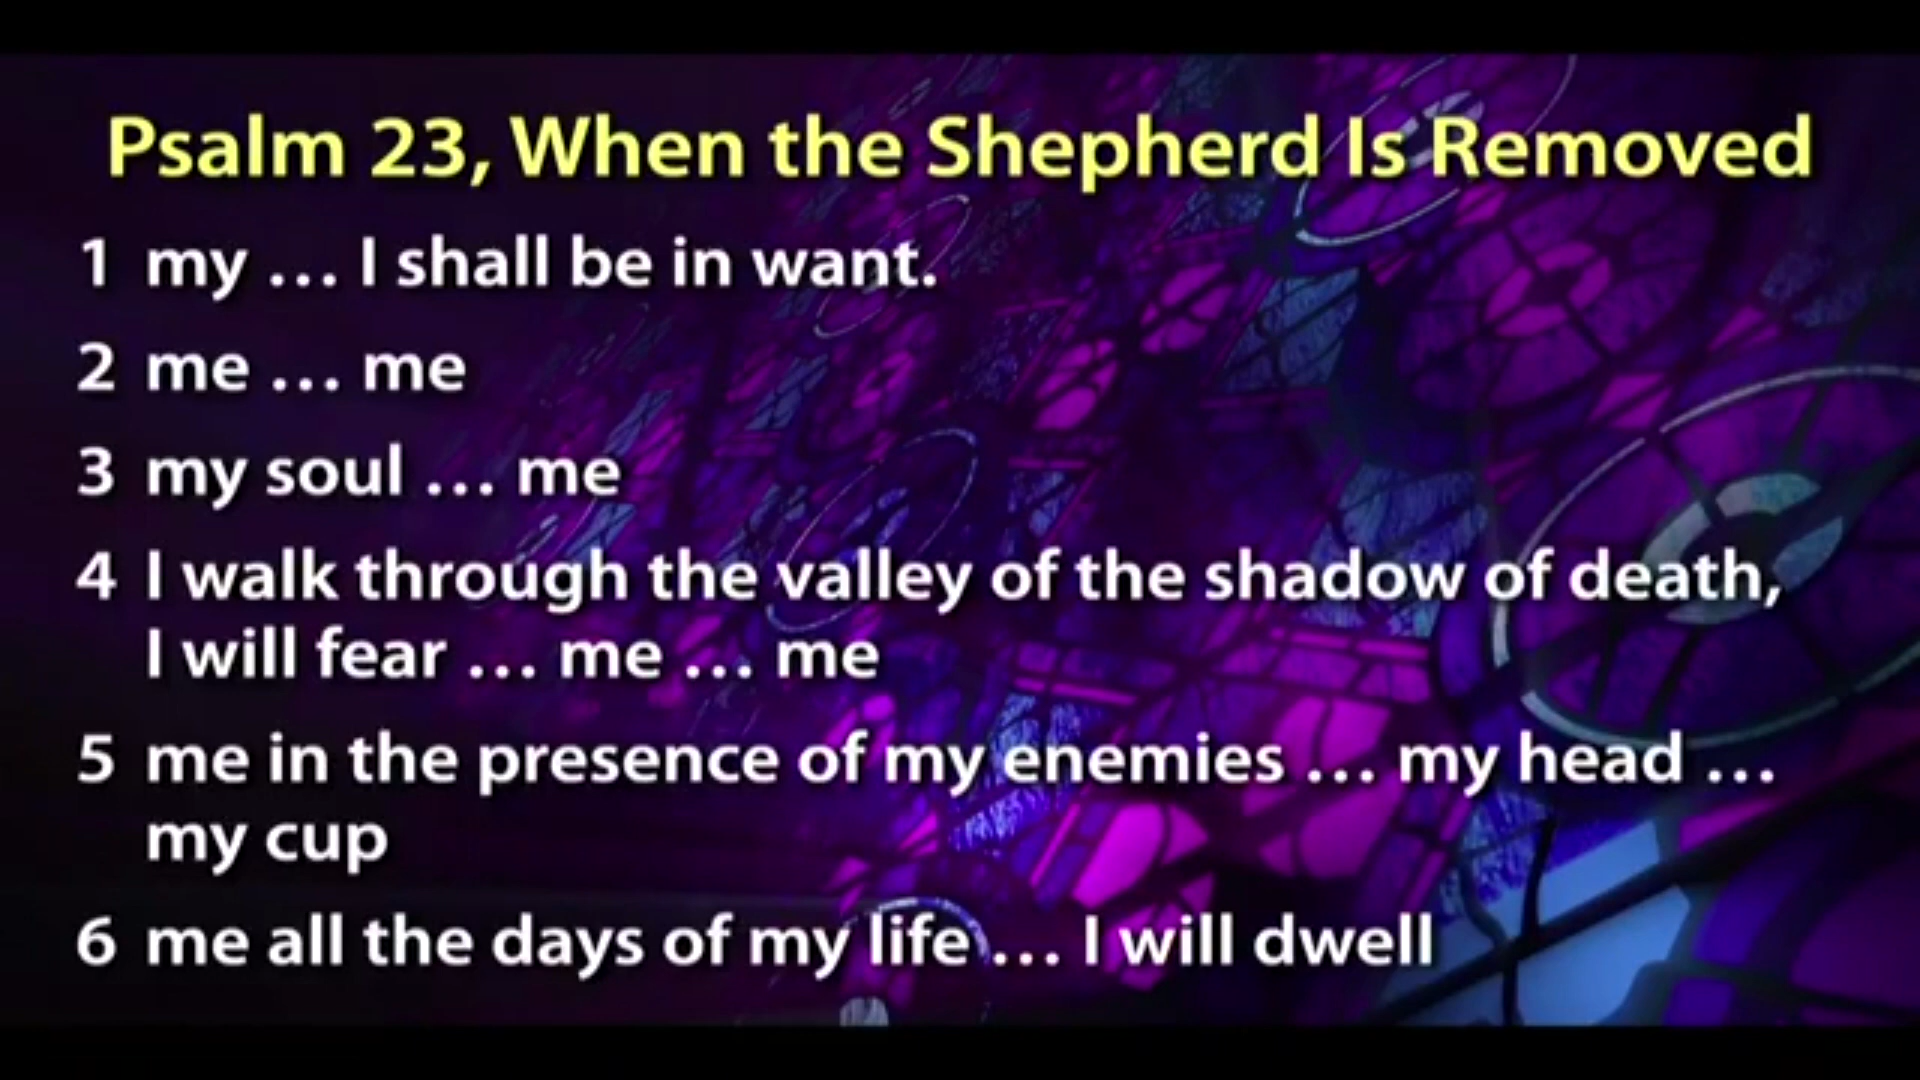 Psalm 23, When the Shepherd Is Removed
1 my … I shall be in want.
2 me … me
3 my soul … me
4 I walk through the valley of the shadow of death,
I will fear … me … me
5 me in the presence of my enemies … my head …
my cup
6 me all the days of my life … I will dwell